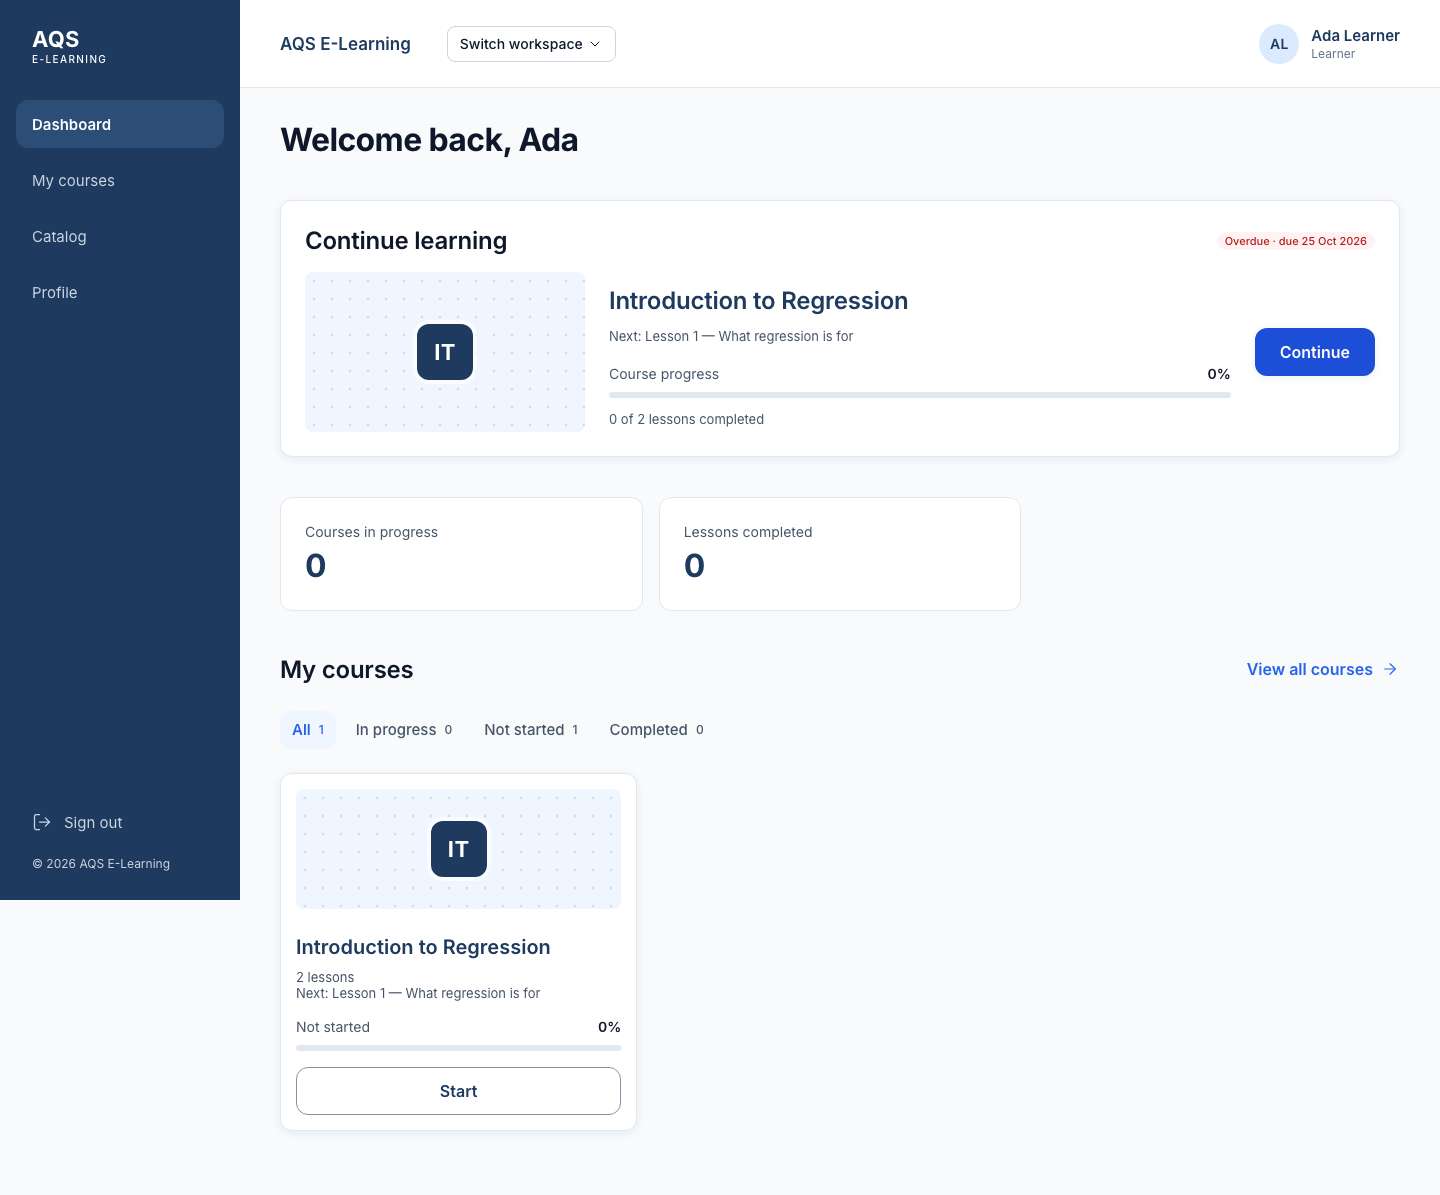 AQS
E-LEARNING
Dashboard
My courses
Catalog
Profile
Sign out
© 2026 AQS E-Learning
AQS E-Learning
Switch workspace
AL
Ada Learner
Learner
Welcome back, Ada
Continue learning
Overdue · due 25 Oct 2026
IT
Introduction to Regression
Next: Lesson 1 — What regression is for
Course progress 0%
0 of 2 lessons completed
Continue
Courses in progress
0
Lessons completed
0
My courses
View all courses
All 1 In progress 0 Not started 1 Completed 0
IT
Introduction to Regression
2 lessons
Next: Lesson 1 — What regression is for
Not started 0%
Start